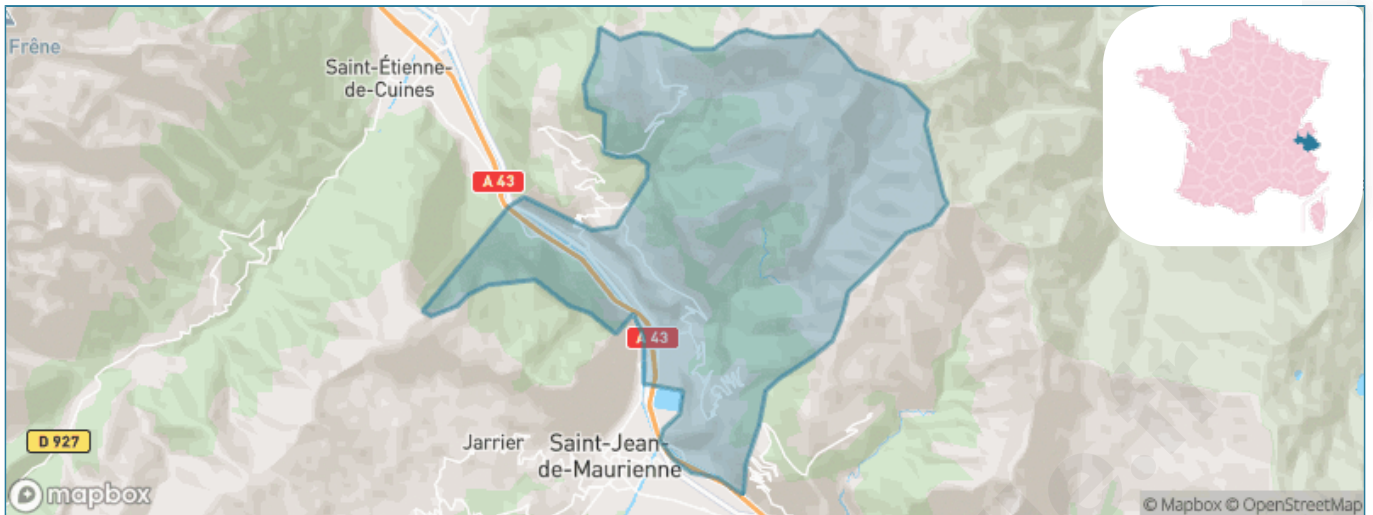 Frêne
Saint-Étienne-
de-Cuines
A 43
A 43
D 927
Jarrier
Saint-Jean-
de-Maurienne
mapbox
© Mapbox © OpenStreetMap